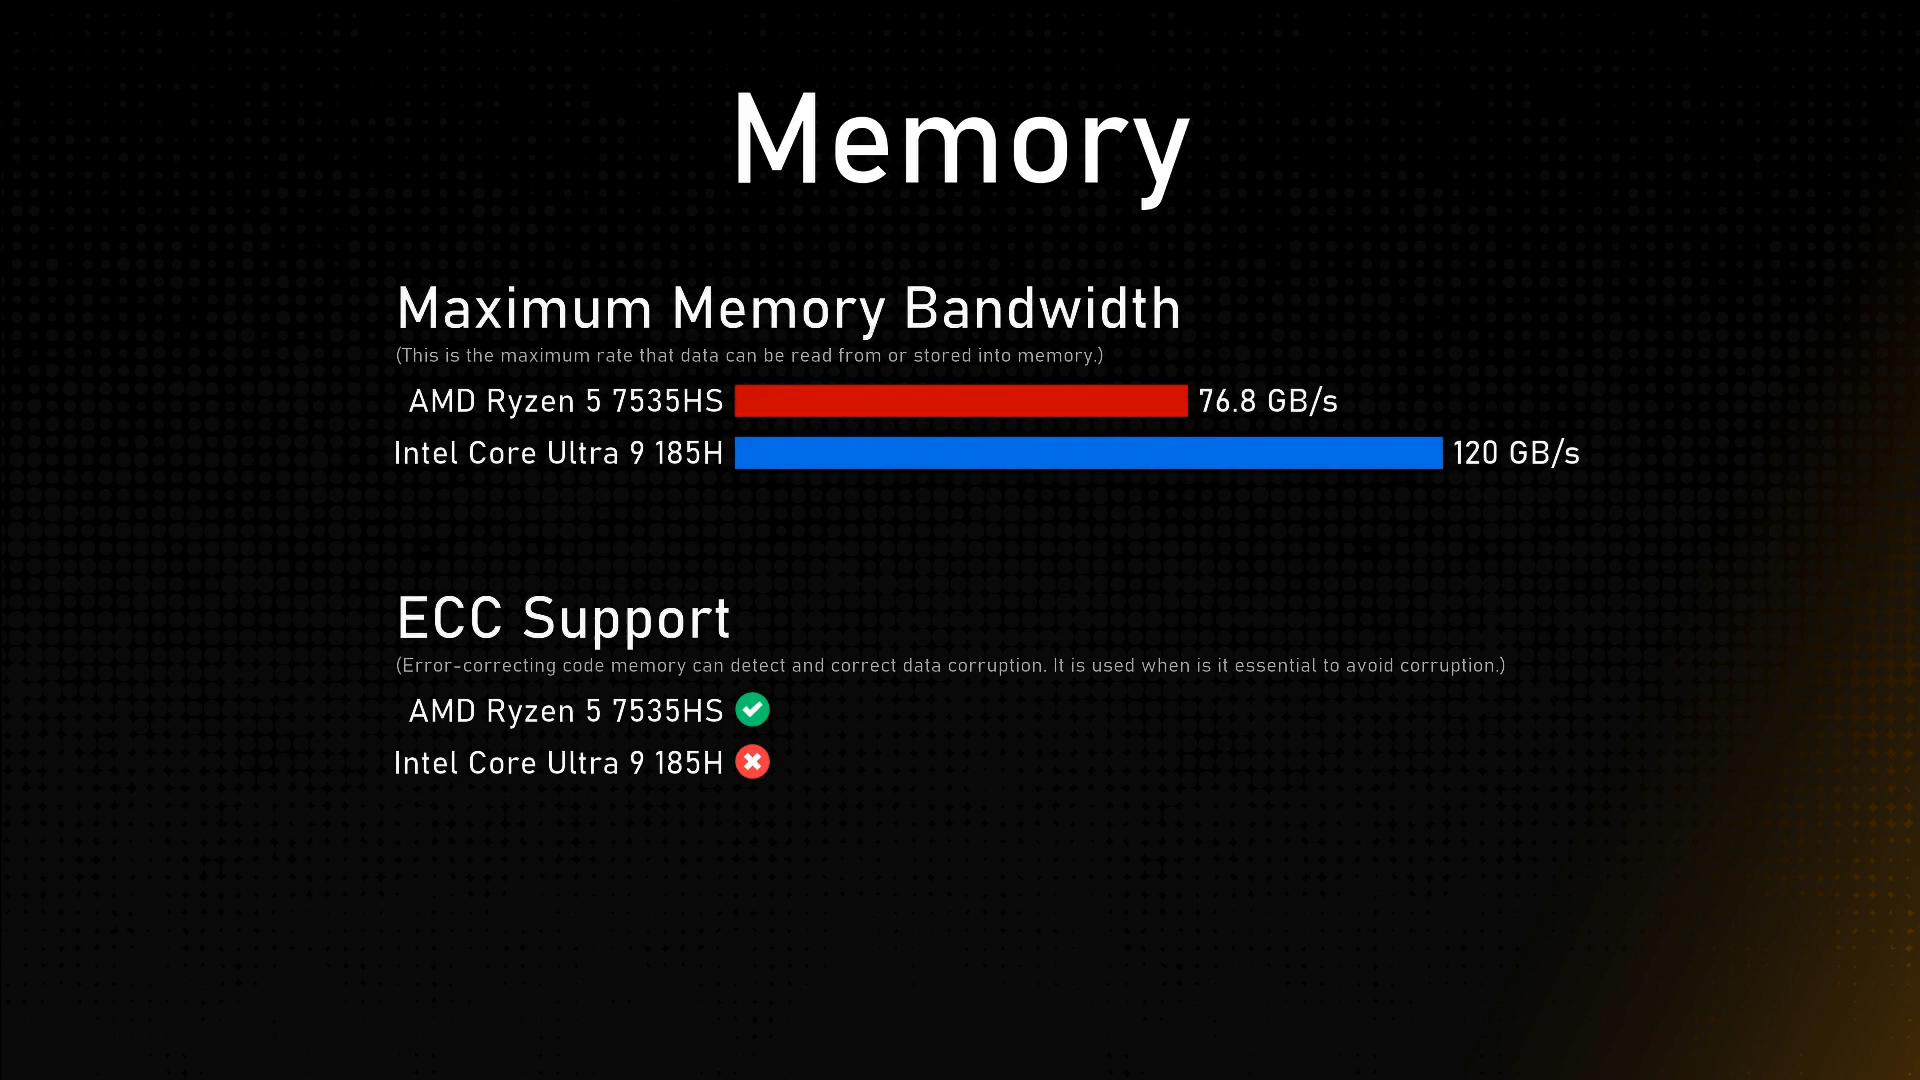 Memory
Maximum Memory Bandwidth
(This is the maximum rate that data can be read from or stored into memory.)
AMD Ryzen 5 7535HS 76.8 GB/s
Intel Core Ultra 9 185H 120 GB/s
ECC Support
(Error-correcting code memory can detect and correct data corruption. It is used when is it essential to avoid corruption.)
AMD Ryzen 5 7535HS
Intel Core Ultra 9 185H